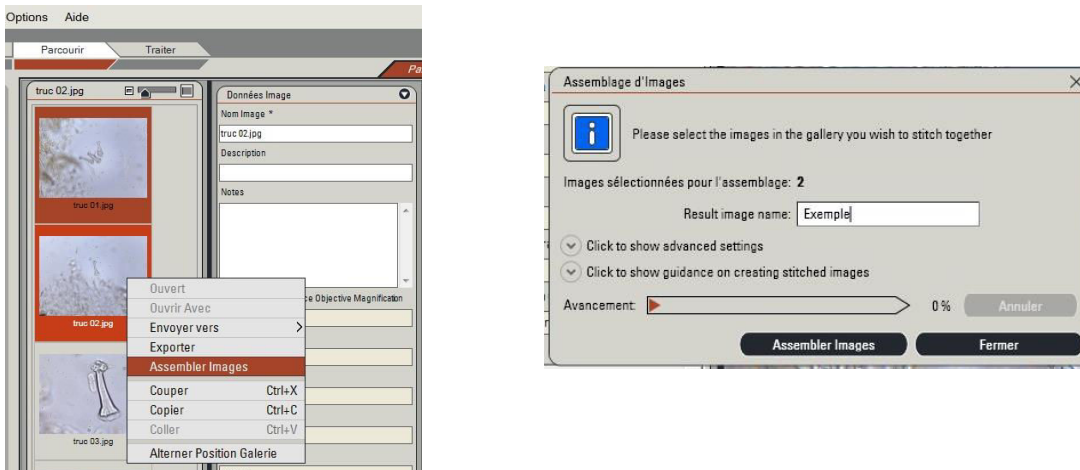 Options Aide
Parcourir Traiter
truc 02.jpg
truc 01.jpg
truc 02.jpg
truc 03.jpg
Données Image
Nom Image *
truc 02.jpg
Description
Notes
Objective Magnification
Ouvert
Ouvrir Avec
Envoyer vers
Exporter
Assembler Images
Couper Ctrl+X
Copier Ctrl+C
Coller Ctrl+V
Alterner Position Galerie
Assemblage d'Images
Please select the images in the gallery you wish to stitch together
Images sélectionnées pour l'assemblage: 2
Result image name: Exemple
Click to show advanced settings
Click to show guidance on creating stitched images
Avancement: 0 % Annuler
Assembler Images Fermer